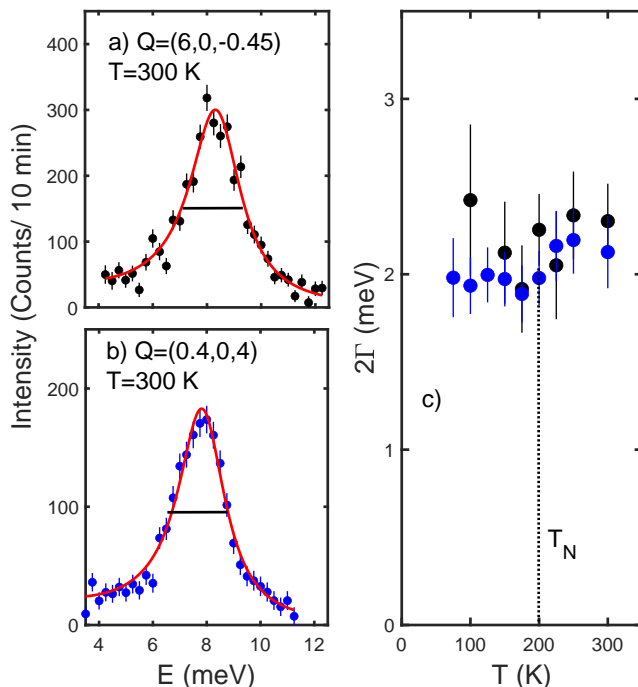 a) Q=(6,0,-0.45)
T=300 K
400
300
200
100
0
b) Q=(0.4,0,4)
T=300 K
200
100
0
4
6
8
10
12
E (meV)
Intensity (Counts/ 10 min)
3
2
1
0
2Γ (meV)
c)
T_N
0
100
200
300
T (K)